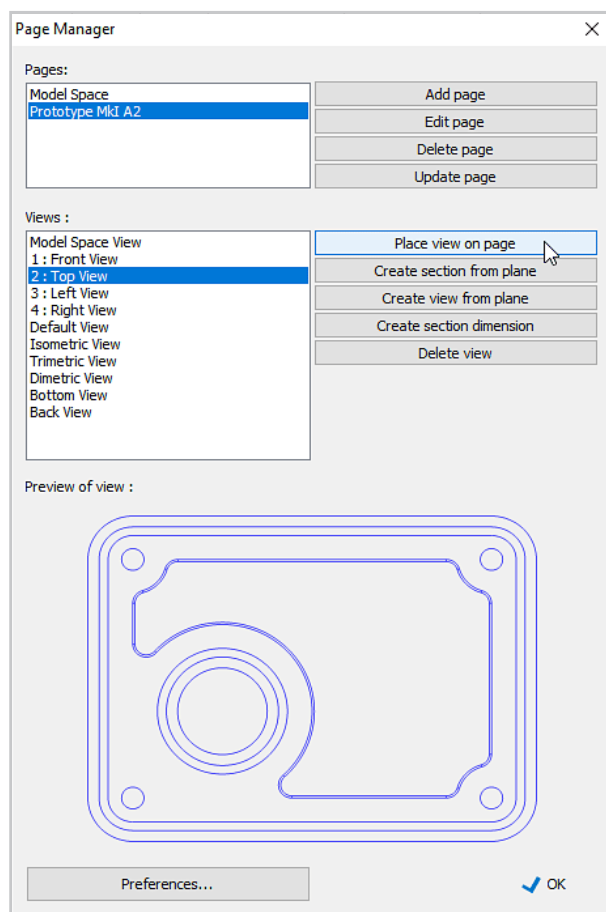 Page Manager
Pages:
Model Space
Prototype MkI A2
Add page
Edit page
Delete page
Update page
Views :
Model Space View
1 : Front View
2 : Top View
3 : Left View
4 : Right View
Default View
Isometric View
Trimetric View
Dimetric View
Bottom View
Back View
Place view on page
Create section from plane
Create view from plane
Create section dimension
Delete view
Preview of view :
Preferences...
OK